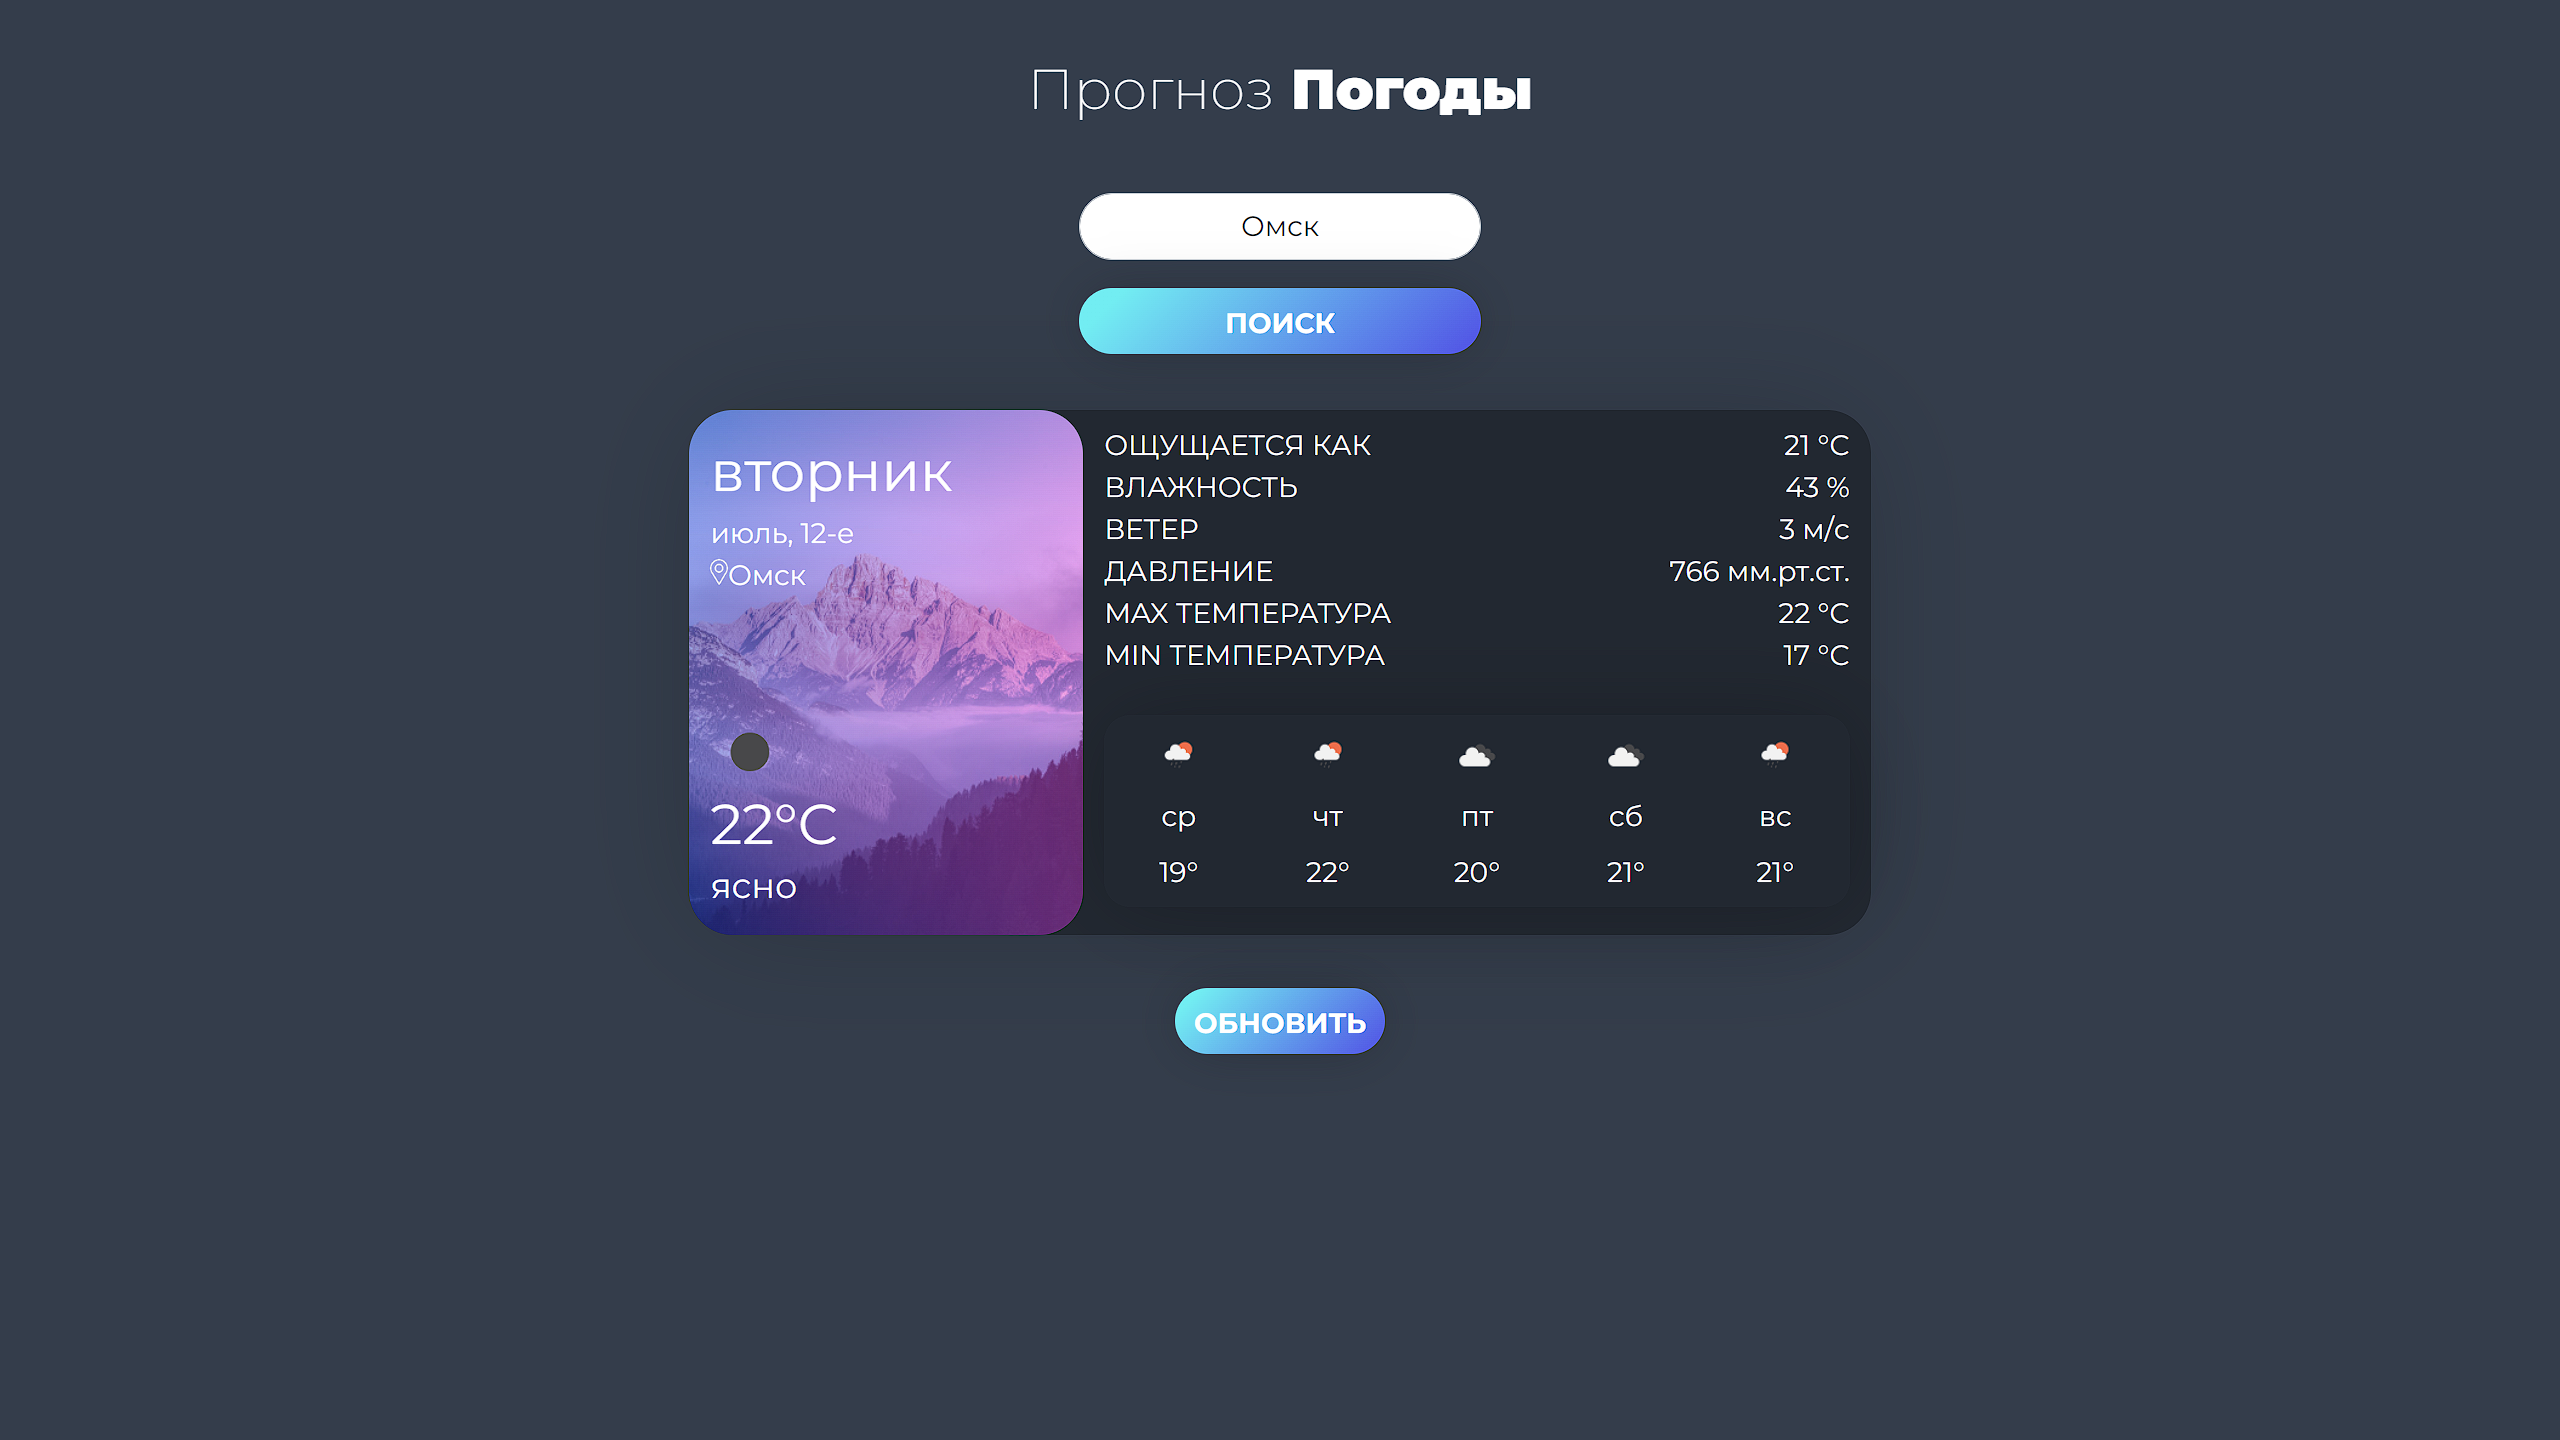 Прогноз Погоды
Омск
ПОИСК
вторник
июль, 12-е
Омск
22°C
ясно
ОЩУЩАЕТСЯ КАК 21 °C
ВЛАЖНОСТЬ 43 %
ВЕТЕР 3 м/с
ДАВЛЕНИЕ 766 мм.рт.ст.
MAX ТЕМПЕРАТУРА 22 °C
MIN ТЕМПЕРАТУРА 17 °C
ср чт пт сб вс
19° 22° 20° 21° 21°
ОБНОВИТЬ